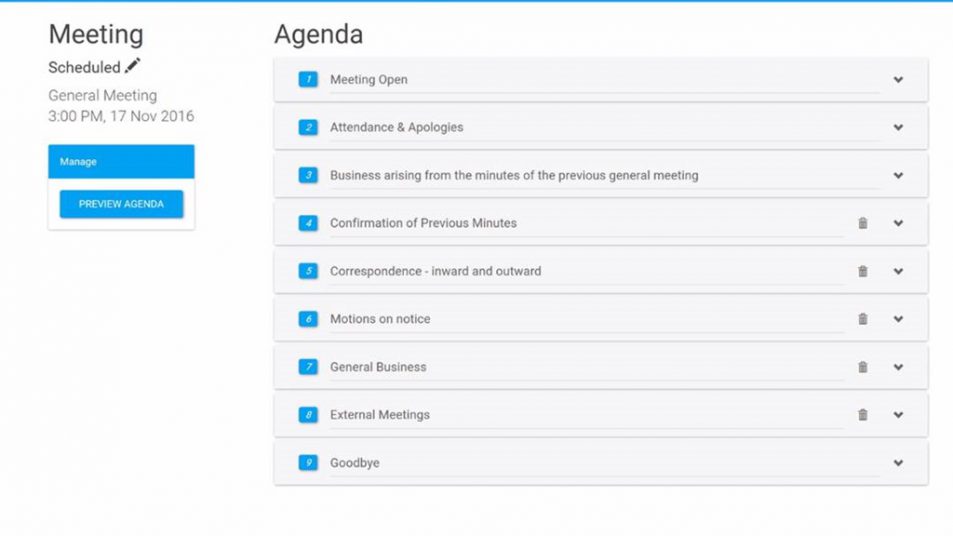 Meeting
Scheduled
General Meeting
3:00 PM, 17 Nov 2016
Manage
PREVIEW AGENDA
Agenda
1 Meeting Open
2 Attendance & Apologies
3 Business arising from the minutes of the previous general meeting
4 Confirmation of Previous Minutes
5 Correspondence - inward and outward
6 Motions on notice
7 General Business
8 External Meetings
9 Goodbye